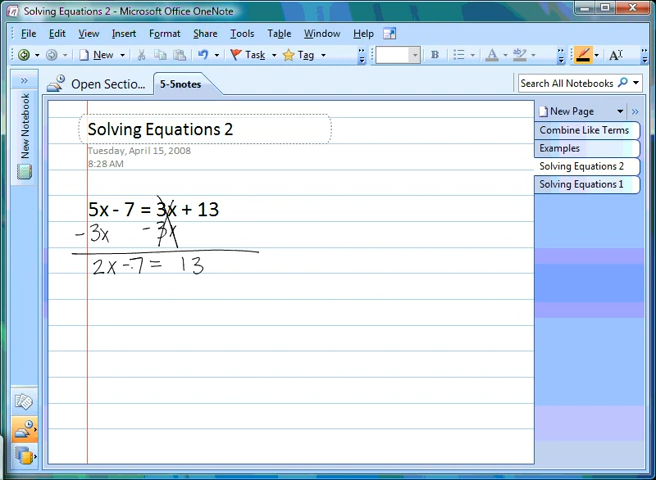 Solving Equations 2 - Microsoft Office OneNote
File Edit View Insert Format Share Tools Table Window Help
New Task Tag B
Open Sectio... 5-5notes Search All Notebooks
New Notebook
New Page
Combine Like Terms
Examples
Solving Equations 2
Solving Equations 1
Solving Equations 2
Tuesday, April 15, 2008
8:28 AM
5x - 7 = 3x + 13
-3x -3x
2x -7 = 13